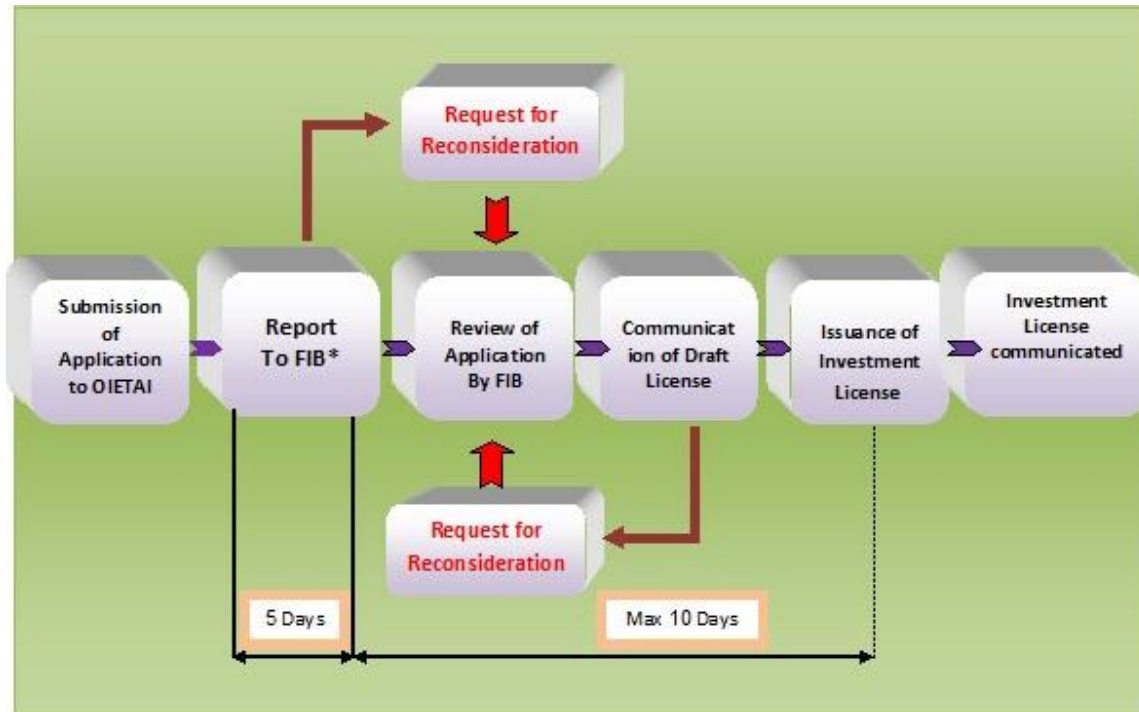 Request for
Reconsideration
Submission
of
Application
to OIETAI
Report
To FIB*
Review of
Application
By FIB
Communicat
ion of Draft
License
Issuance of
Investment
License
Investment
License
communicated
Request for
Reconsideration
5 Days
Max 10 Days